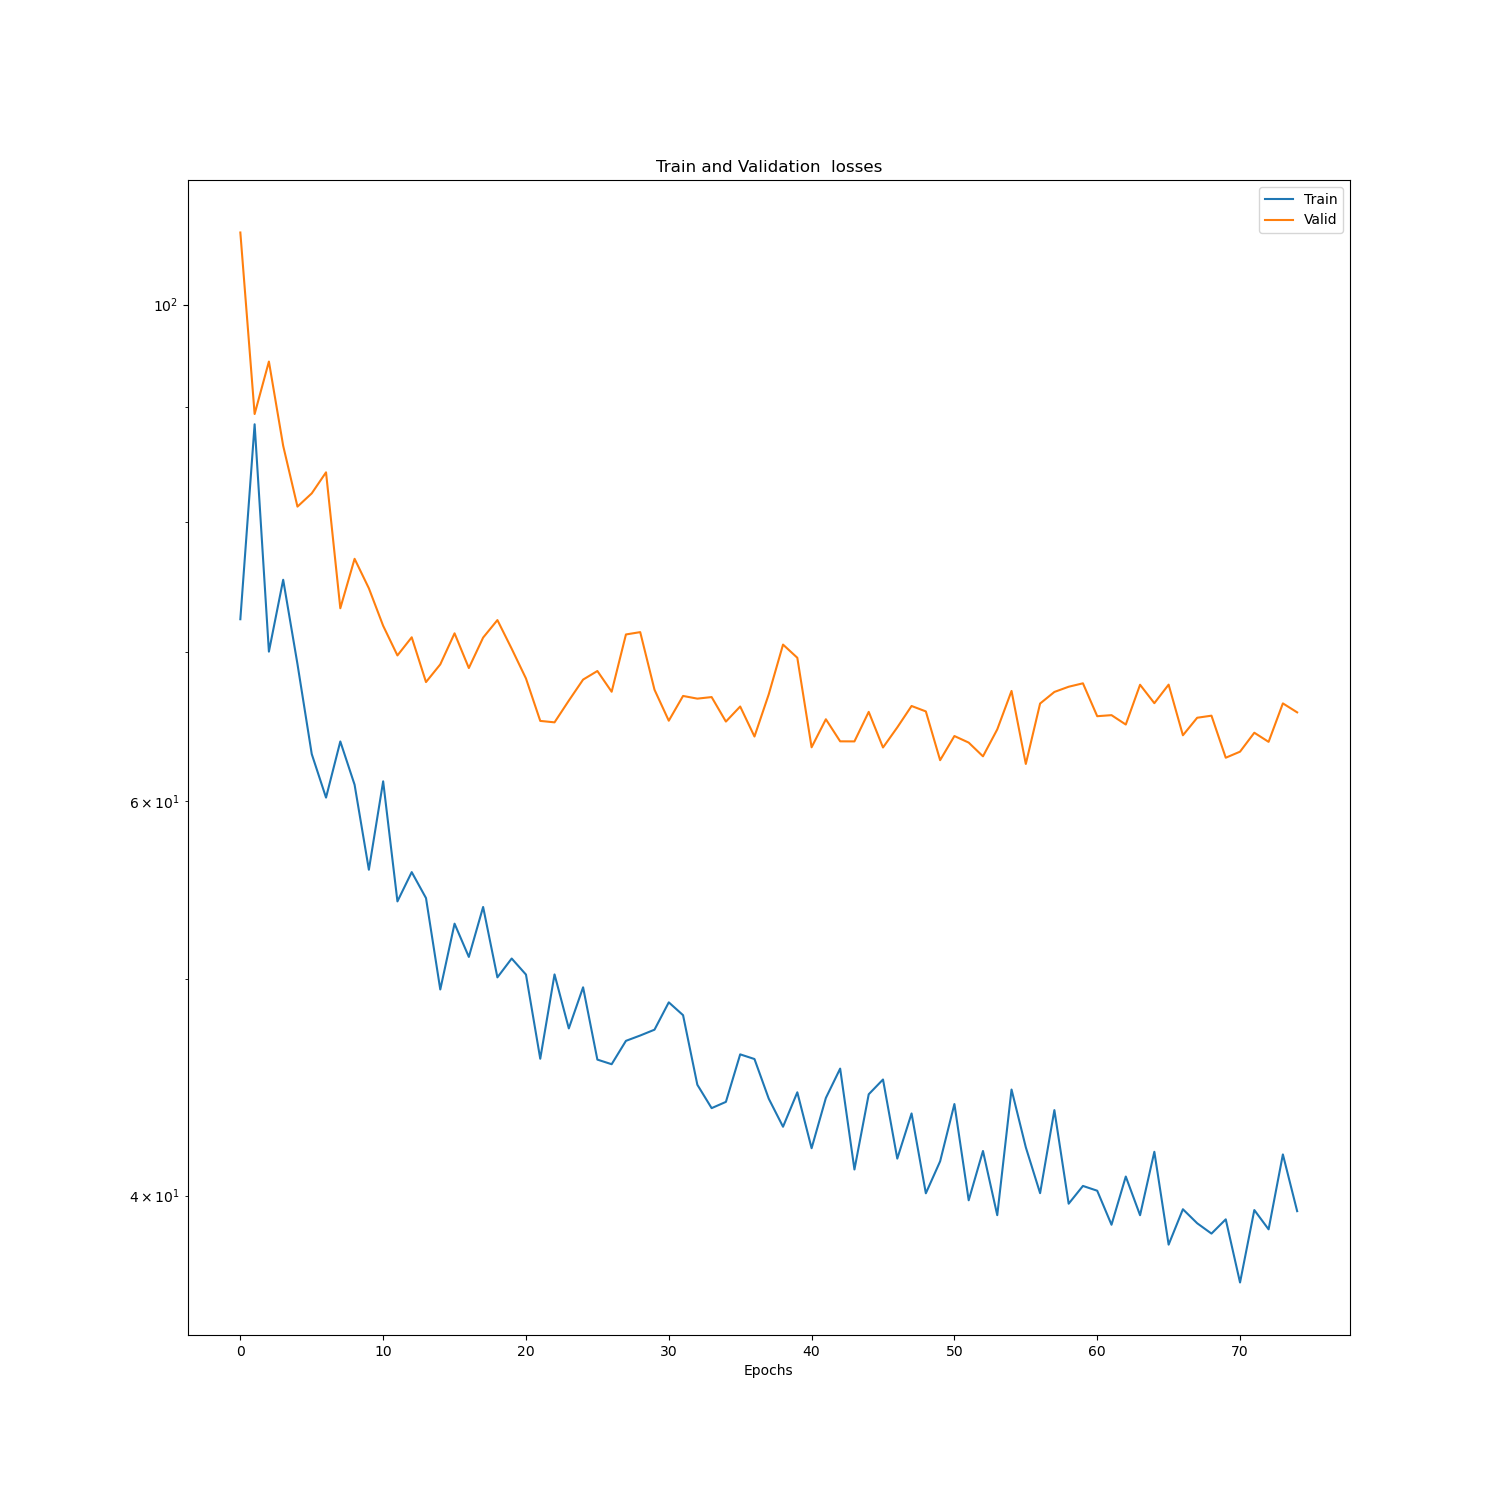 Train and Validation  losses
Train
Valid
10²
6 × 10¹
4 × 10¹
0 10 20 30 40 50 60 70
Epochs